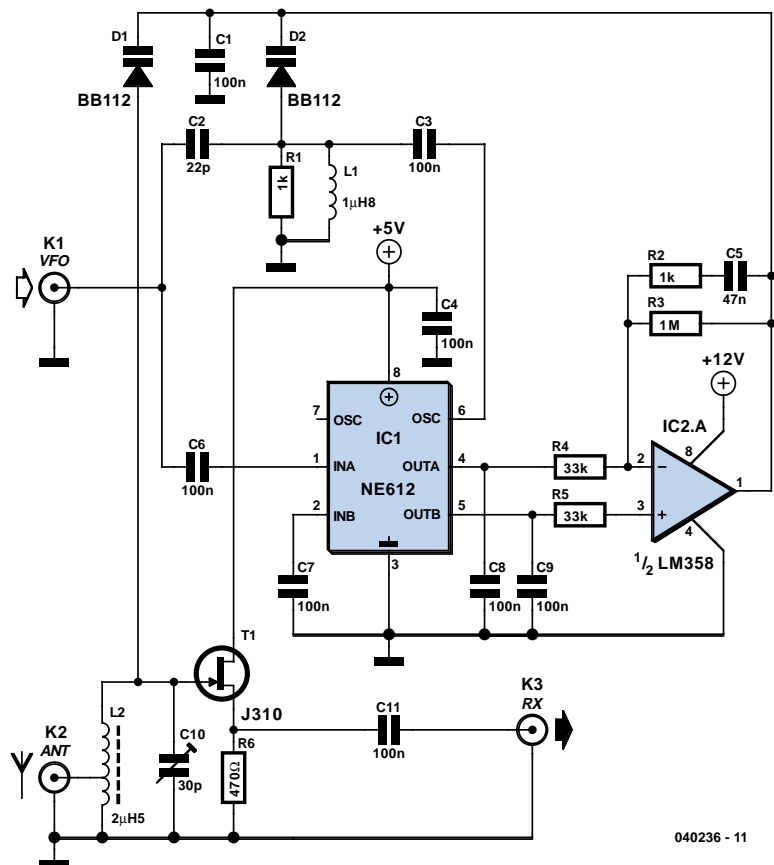 D1
C1
D2
100n
BB112
BB112
C2
22p
C3
100n
R1
1k
L1
1µH8
+5V
K1
VFO
C4
100n
R2
1k
C5
47n
R3
1M
+12V
8
7
OSC
OSC
6
IC1
C6
100n
1
INA
OUTA
4
R4
33k
NE612
2
INB
OUTB
5
R5
33k
3
IC2.A
2
8
1
3
4
1/2 LM358
C7
100n
C8
100n
C9
100n
T1
J310
L2
K2
ANT
2µH5
C10
30p
R6
470Ω
C11
100n
K3
RX
040236 - 11